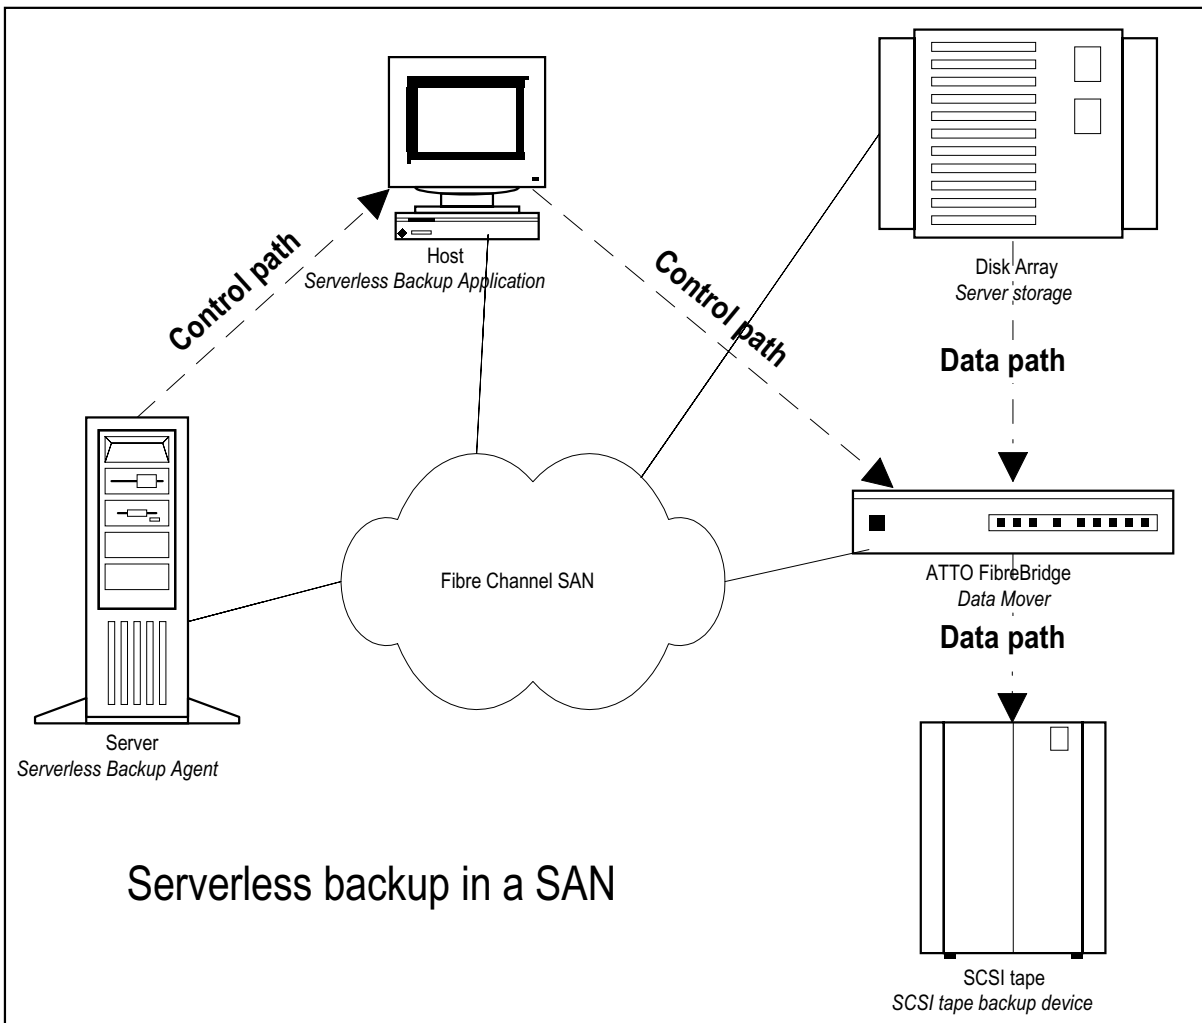 Host
Serverless Backup Application
Control path
Control path
Disk Array
Server storage
Data path
Fibre Channel SAN
ATTO FibreBridge
Data Mover
Data path
Server
Serverless Backup Agent
Serverless backup in a SAN
SCSI tape
SCSI tape backup device